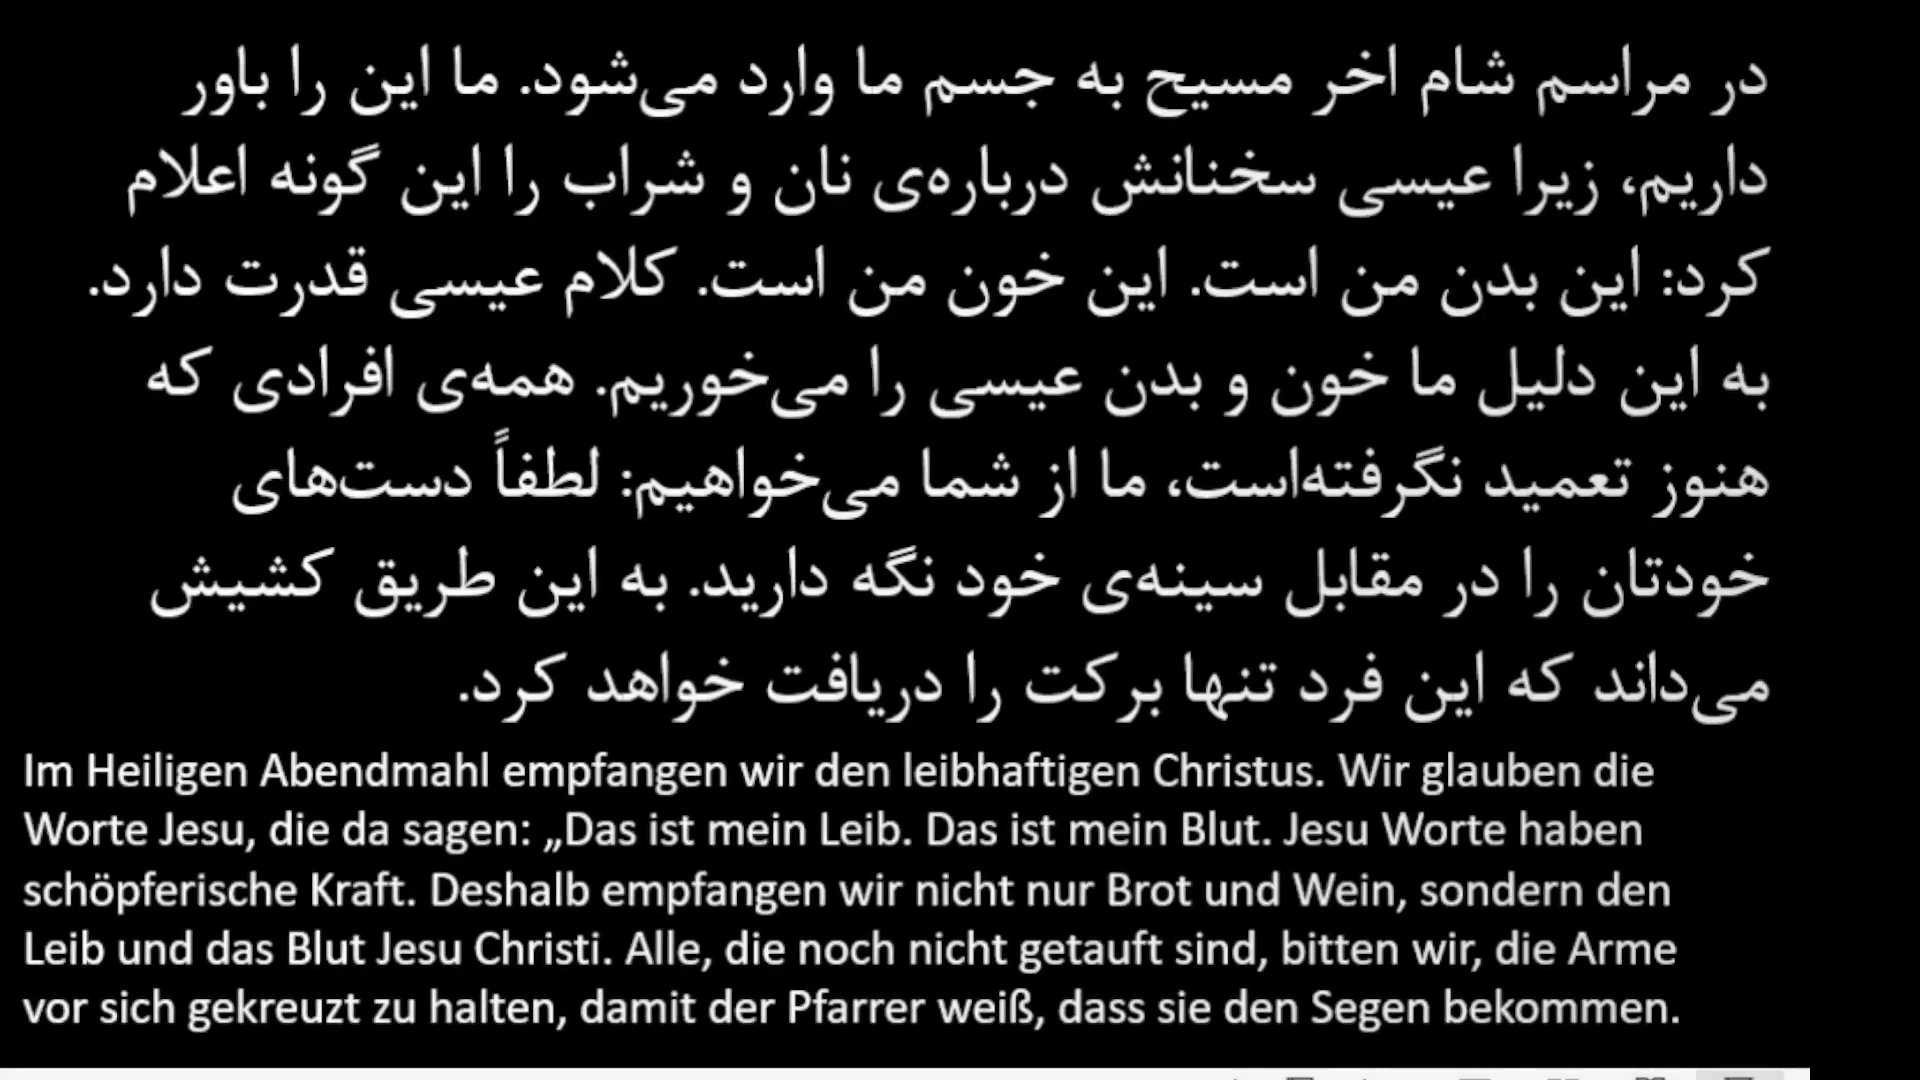 در مراسم شام اخر مسیح به جسم ما وارد می‌شود. ما این را باور
داریم، زیرا عیسی سخنانش درباره‌ی نان و شراب را این گونه اعلام
کرد: این بدن من است. این خون من است. کلام عیسی قدرت دارد.
به این دلیل ما خون و بدن عیسی را می‌خوریم. همه‌ی افرادی که
هنوز تعمید نگرفته‌است، ما از شما می‌خواهیم: لطفاً دست‌های
خودتان را در مقابل سینه‌ی خود نگه دارید. به این طریق کشیش
می‌داند که این فرد تنها برکت را دریافت خواهد کرد.
Im Heiligen Abendmahl empfangen wir den leibhaftigen Christus. Wir glauben die
Worte Jesu, die da sagen: „Das ist mein Leib. Das ist mein Blut. Jesu Worte haben
schöpferische Kraft. Deshalb empfangen wir nicht nur Brot und Wein, sondern den
Leib und das Blut Jesu Christi. Alle, die noch nicht getauft sind, bitten wir, die Arme
vor sich gekreuzt zu halten, damit der Pfarrer weiß, dass sie den Segen bekommen.